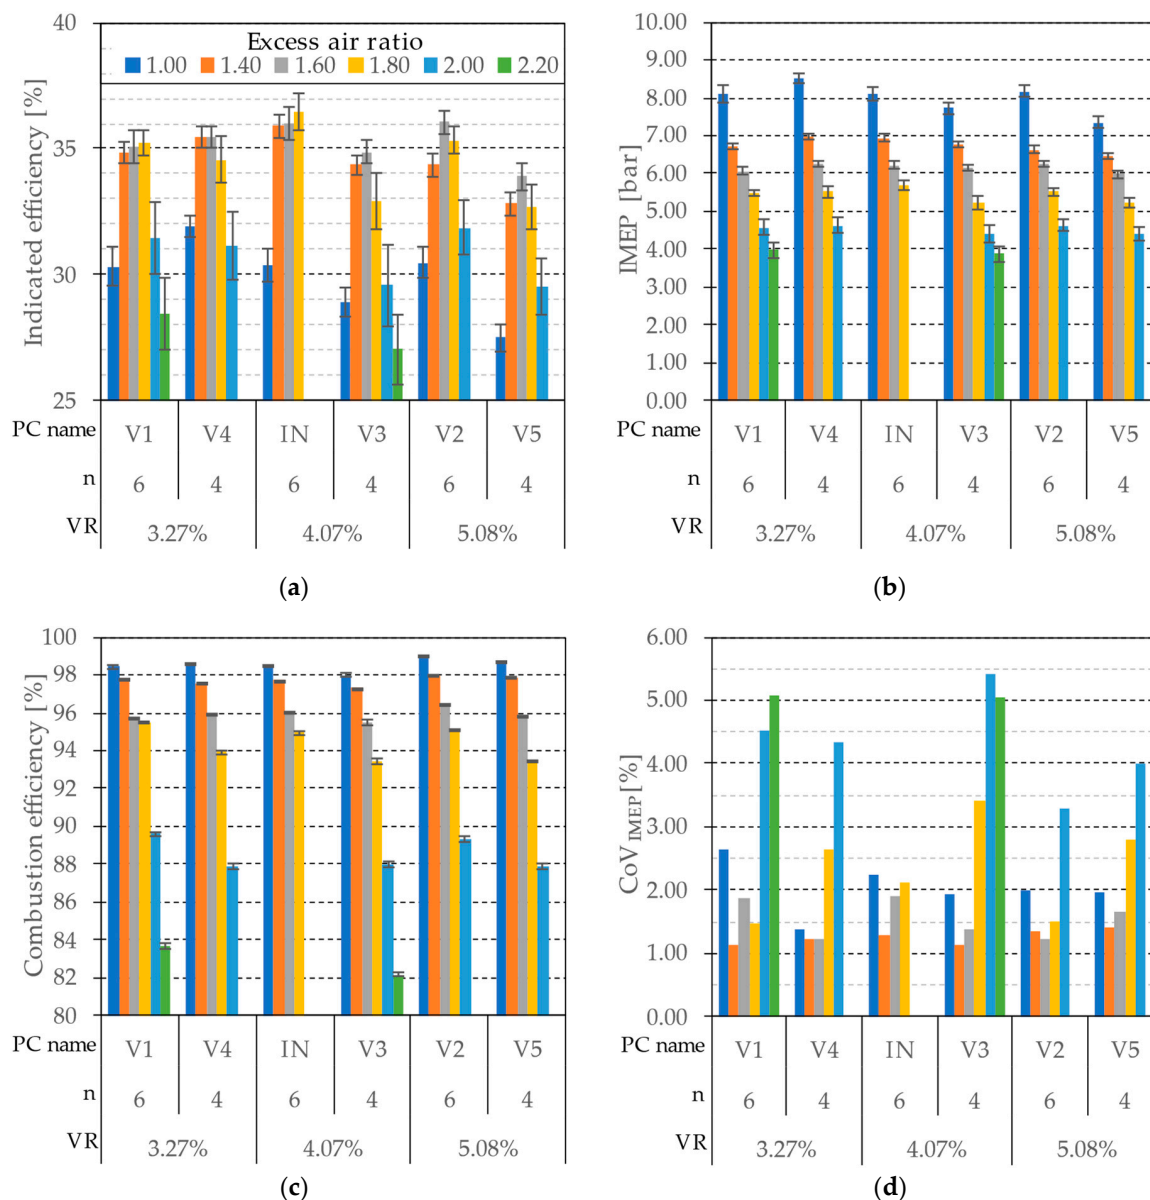 Excess air ratio
1.00 1.40 1.60 1.80 2.00 2.20
Indicated efficiency [%]
40
35
30
25
PC name V1 V4 IN V3 V2 V5
n 6 4 6 4 6 4
VR 3.27% 4.07% 5.08%
(a)
IMEP [bar]
10.00
9.00
8.00
7.00
6.00
5.00
4.00
3.00
2.00
1.00
0.00
PC name V1 V4 IN V3 V2 V5
n 6 4 6 4 6 4
VR 3.27% 4.07% 5.08%
(b)
Combustion efficiency [%]
100
98
96
94
92
90
88
86
84
82
80
PC name V1 V4 IN V3 V2 V5
n 6 4 6 4 6 4
VR 3.27% 4.07% 5.08%
(c)
CoV IMEP [%]
6.00
5.00
4.00
3.00
2.00
1.00
0.00
PC name V1 V4 IN V3 V2 V5
n 6 4 6 4 6 4
VR 3.27% 4.07% 5.08%
(d)